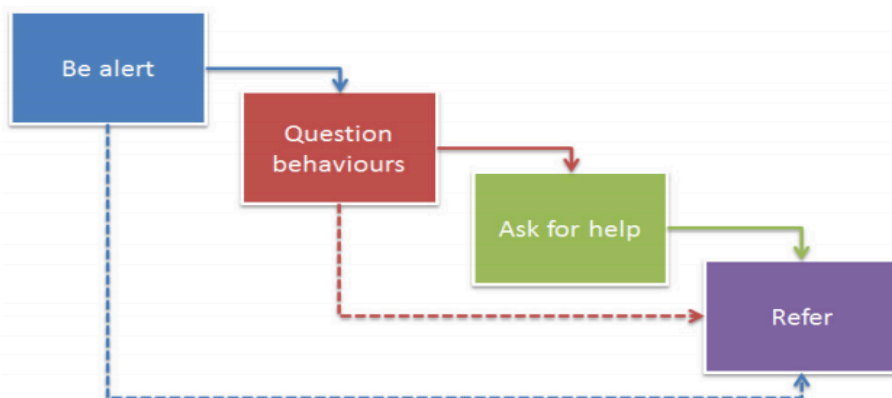 Be alert
Question
behaviours
Ask for help
Refer